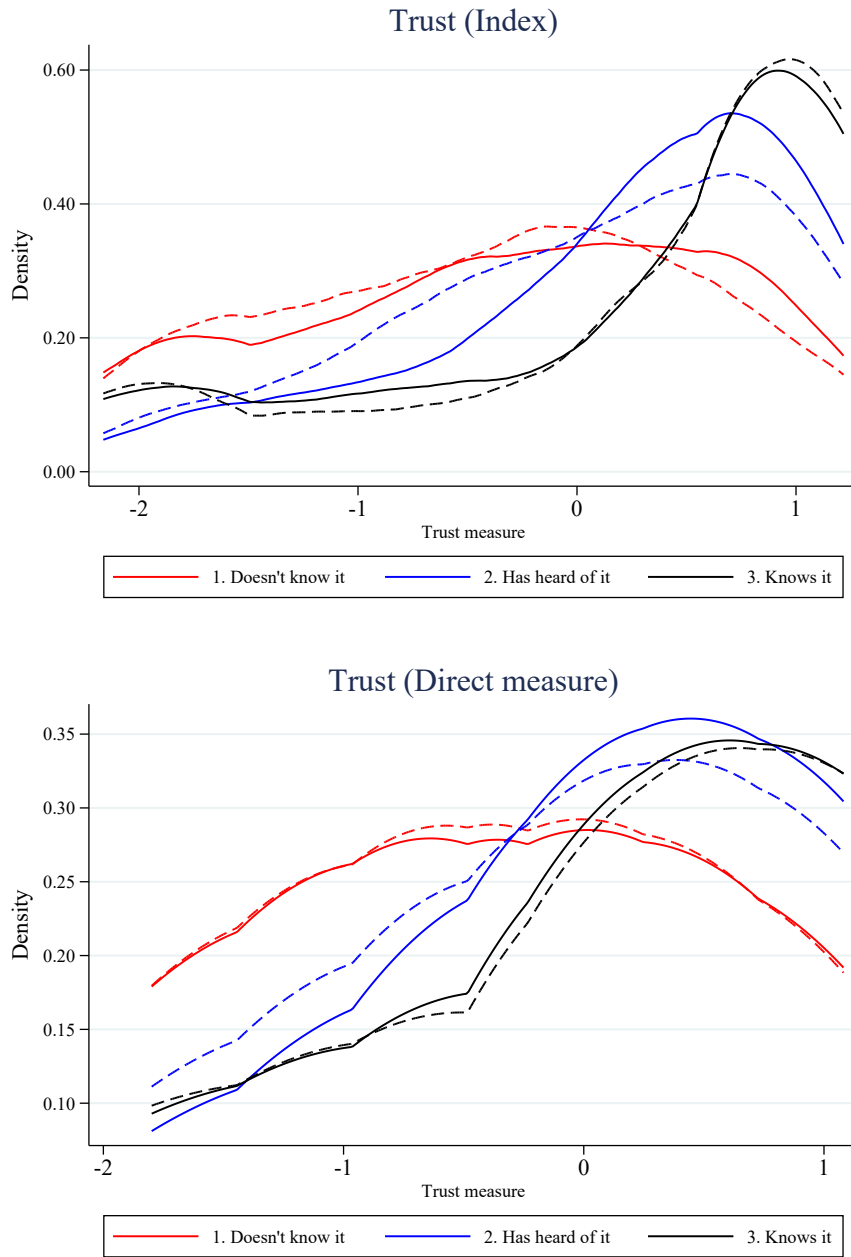 Trust (Index)
0.60
0.40
0.20
0.00
Density
-2 -1 0 1
Trust measure
1. Doesn't know it 2. Has heard of it 3. Knows it
Trust (Direct measure)
0.35
0.30
0.25
0.20
0.15
0.10
Density
-2 -1 0 1
Trust measure
1. Doesn't know it 2. Has heard of it 3. Knows it